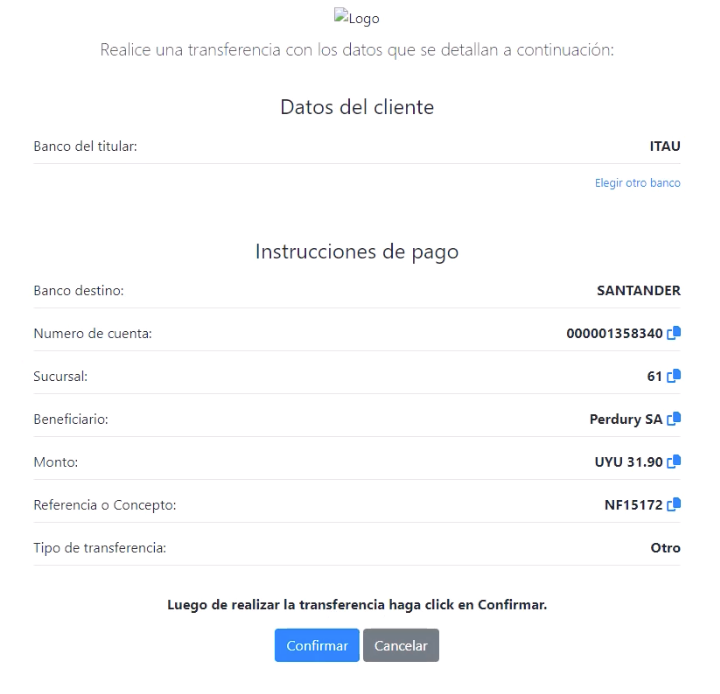 Logo
Realice una transferencia con los datos que se detallan a continuación:
Datos del cliente
Banco del titular: ITAU
Elegir otro banco
Instrucciones de pago
Banco destino: SANTANDER
Numero de cuenta: 000001358340
Sucursal: 61
Beneficiario: Perdury SA
Monto: UYU 31.90
Referencia o Concepto: NF15172
Tipo de transferencia: Otro
Luego de realizar la transferencia haga click en Confirmar.
Confirmar Cancelar